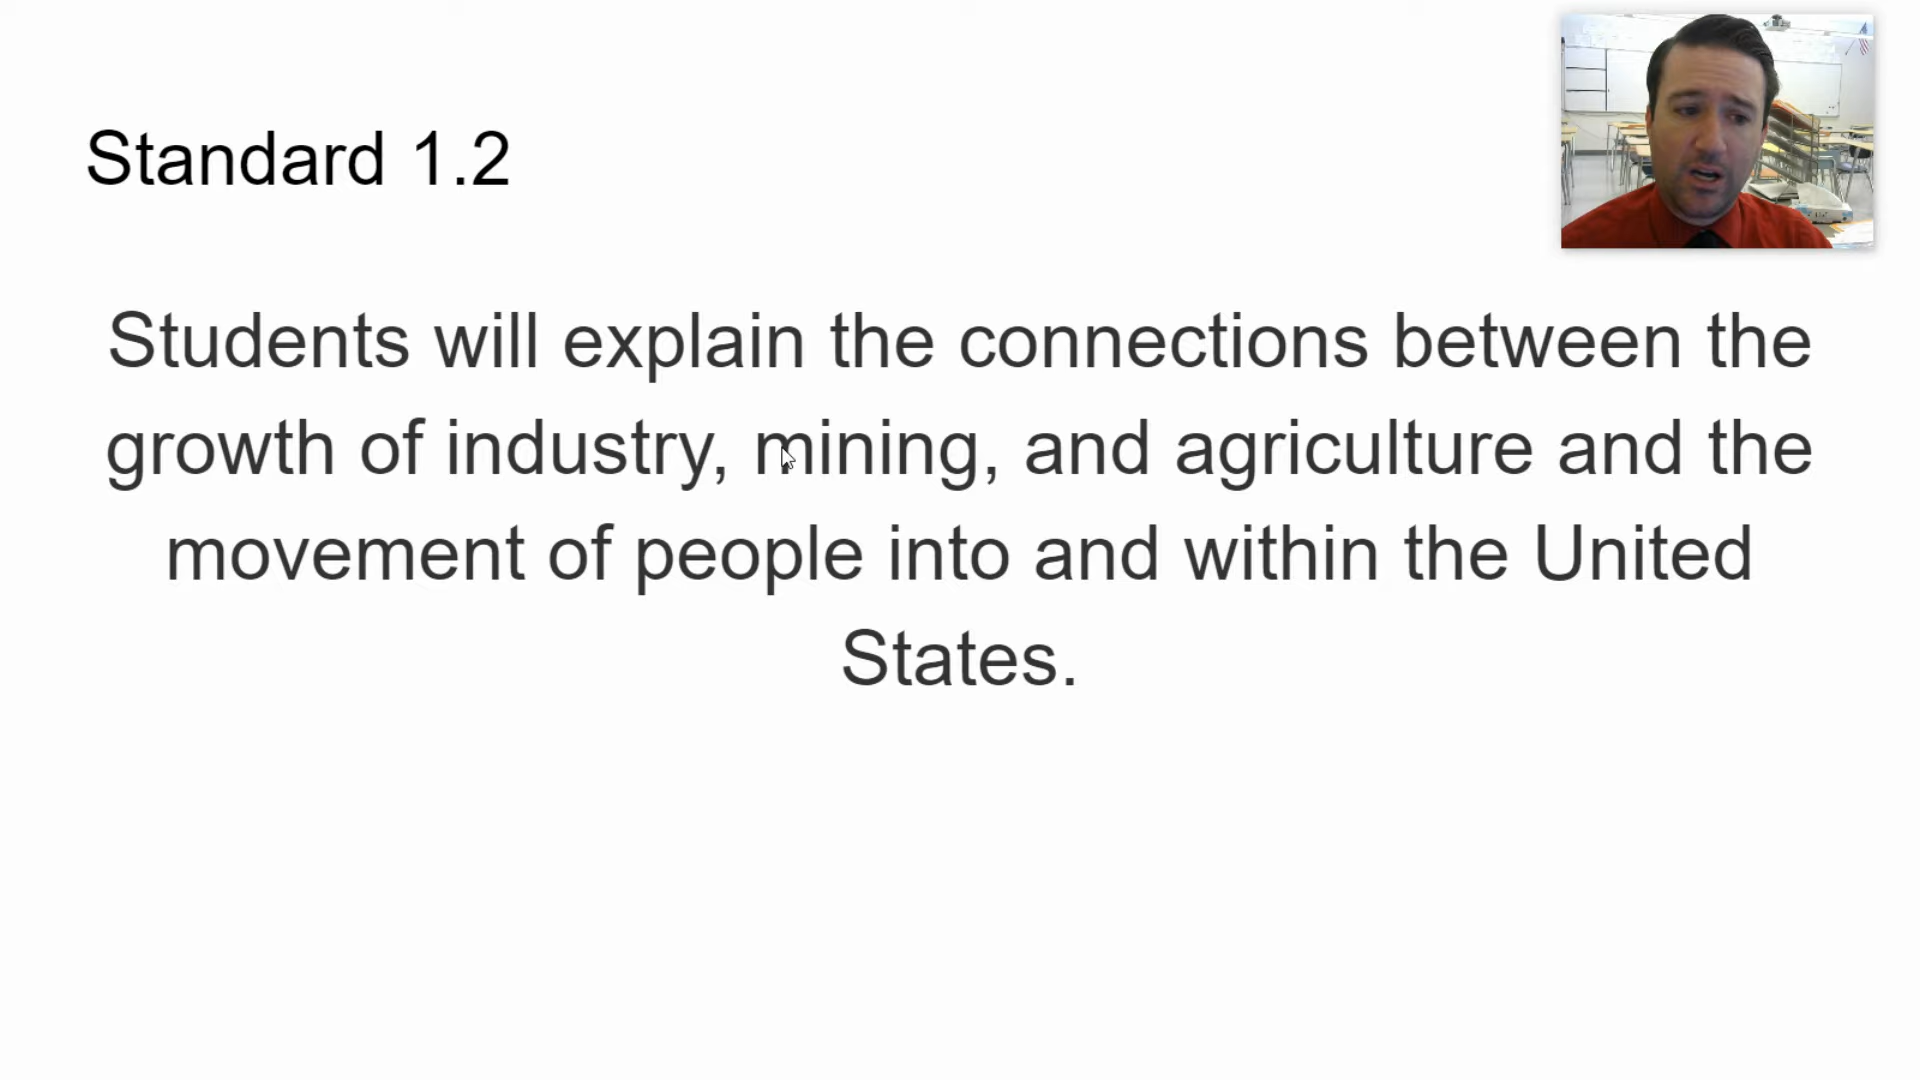 Standard 1.2
Students will explain the connections between the
growth of industry, mining, and agriculture and the
movement of people into and within the United
States.